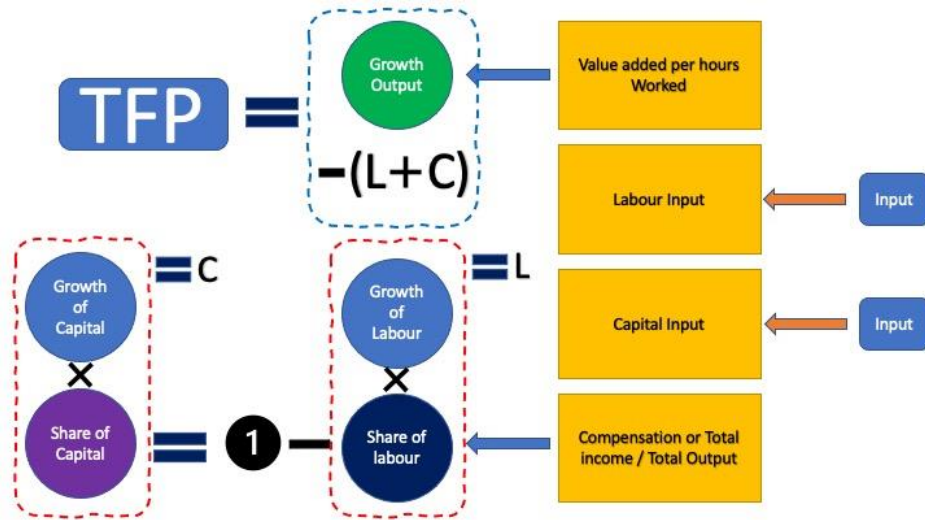 TFP
=
Growth
Output
-(L+C)
Value added per hours
Worked
Labour Input
Input
Capital Input
Input
Growth
of
Capital
= C
Growth
of
Labour
= L
×
×
Share of
Capital
=
1
-
Share of
labour
Compensation or Total
income / Total Output